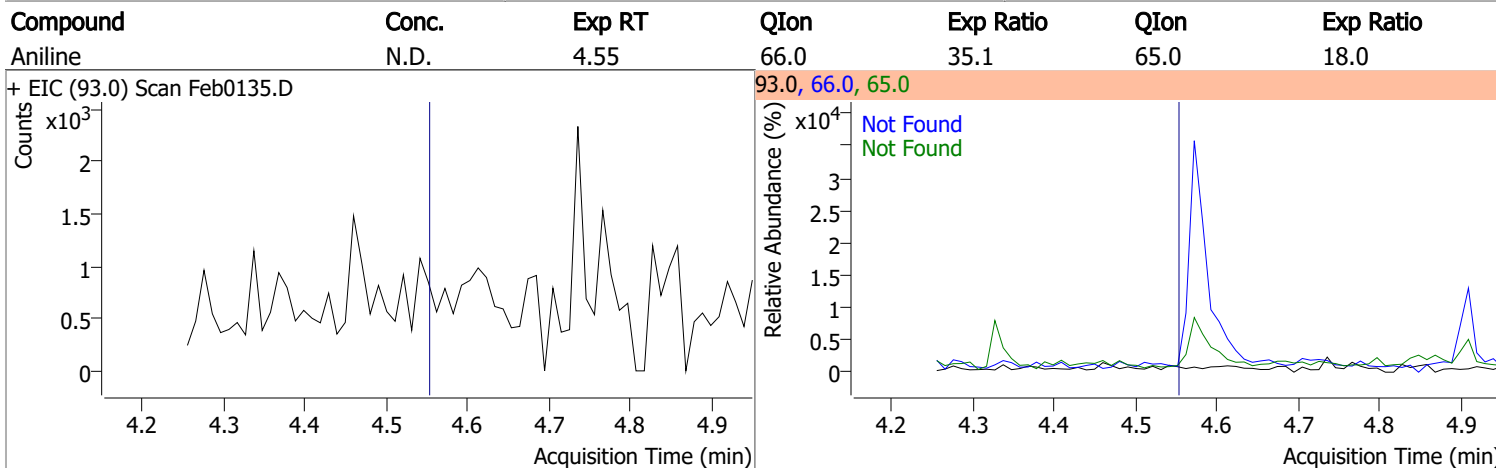 Compound Conc. Exp RT QIon Exp Ratio QIon Exp Ratio
Aniline N.D. 4.55 66.0 35.1 65.0 18.0
+ EIC (93.0) Scan Feb0135.D
Counts
x10³
2
1.5
1
0.5
0
4.2 4.3 4.4 4.5 4.6 4.7 4.8 4.9
Acquisition Time (min)
93.0, 66.0, 65.0
Relative Abundance (%)
x10⁴
Not Found
Not Found
3
2.5
2
1.5
1
0.5
0
4.2 4.3 4.4 4.5 4.6 4.7 4.8 4.9
Acquisition Time (min)